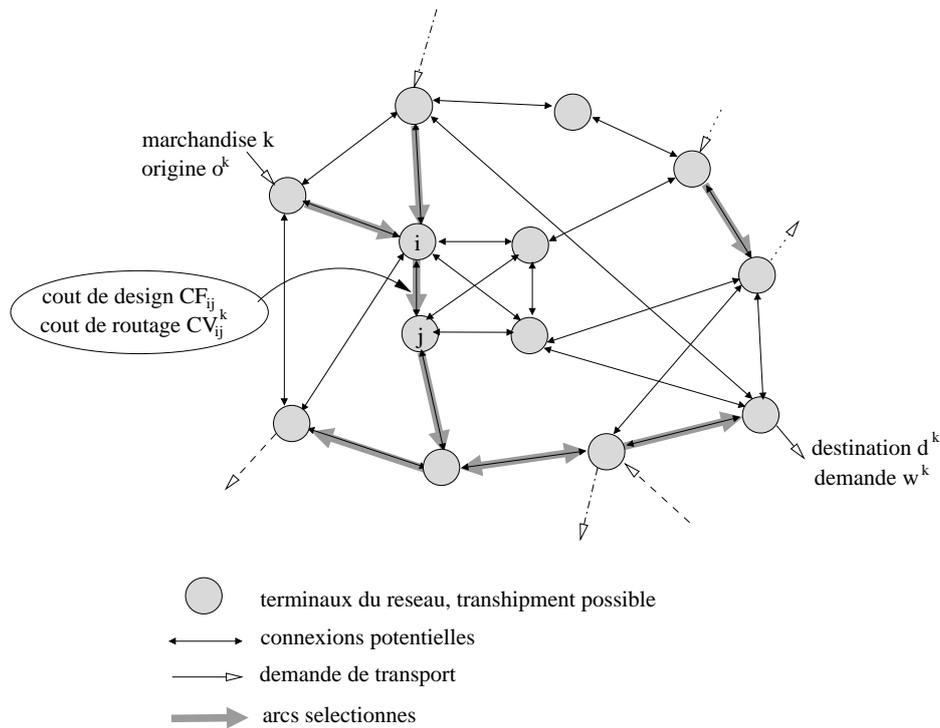 marchandise k
origine o^k
i
cout de design CF_ij
cout de routage CV_ij^k
j
destination d^k
demande w^k
terminaux du reseau, transhipment possible
connexions potentielles
demande de transport
arcs selectionnes